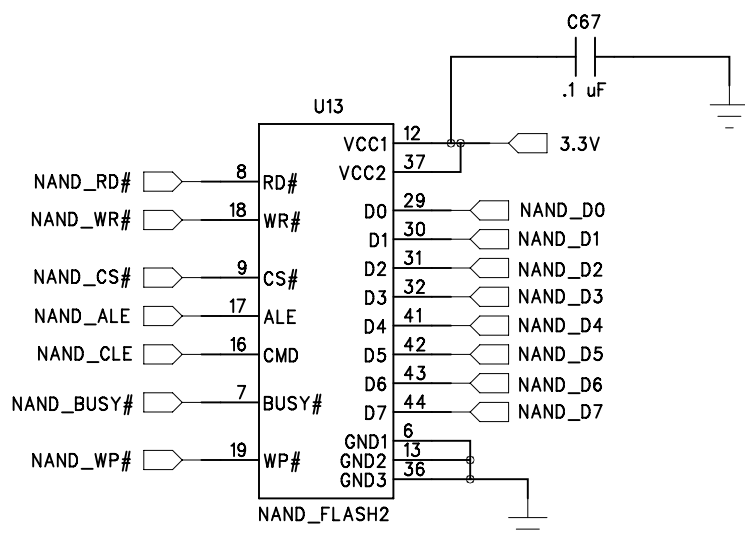 C67
.1 uF
U13
VCC1 12 3.3V
VCC2 37
NAND_RD# 8 RD#
D0 29 NAND_D0
NAND_WR# 18 WR#
D1 30 NAND_D1
D2 31 NAND_D2
NAND_CS# 9 CS#
D3 32 NAND_D3
NAND_ALE 17 ALE
D4 41 NAND_D4
NAND_CLE 16 CMD
D5 42 NAND_D5
D6 43 NAND_D6
NAND_BUSY# 7 BUSY#
D7 44 NAND_D7
GND1 6
NAND_WP# 19 WP#
GND2 13
GND3 36
NAND_FLASH2